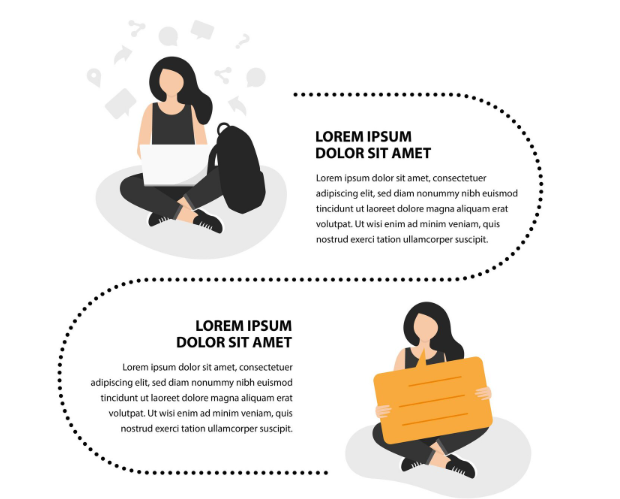 LOREM IPSUM
DOLOR SIT AMET
Lorem ipsum dolor sit amet, consectetuer
adipiscing elit, sed diam nonummy nibh euismod
tincidunt ut laoreet dolore magna aliquam erat
volutpat. Ut wisi enim ad minim veniam, quis
nostrud exerci tation ullamcorper suscipit.
LOREM IPSUM
DOLOR SIT AMET
Lorem ipsum dolor sit amet, consectetuer
adipiscing elit, sed diam nonummy nibh euismod
tincidunt ut laoreet dolore magna aliquam erat
volutpat. Ut wisi enim ad minim veniam, quis
nostrud exerci tation ullamcorper suscipit.